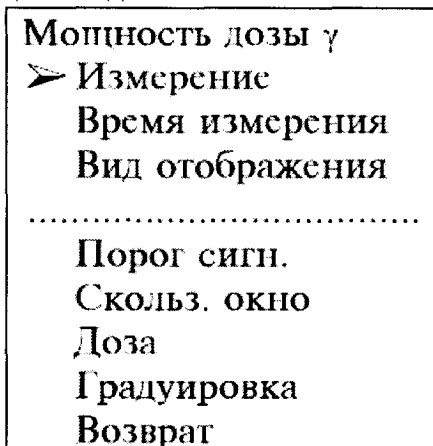 Мощность дозы γ
➢ Измерение
Время измерения
Вид отображения
....................................
Порог сигн.
Скольз. окно
Доза
Градуировка
Возврат